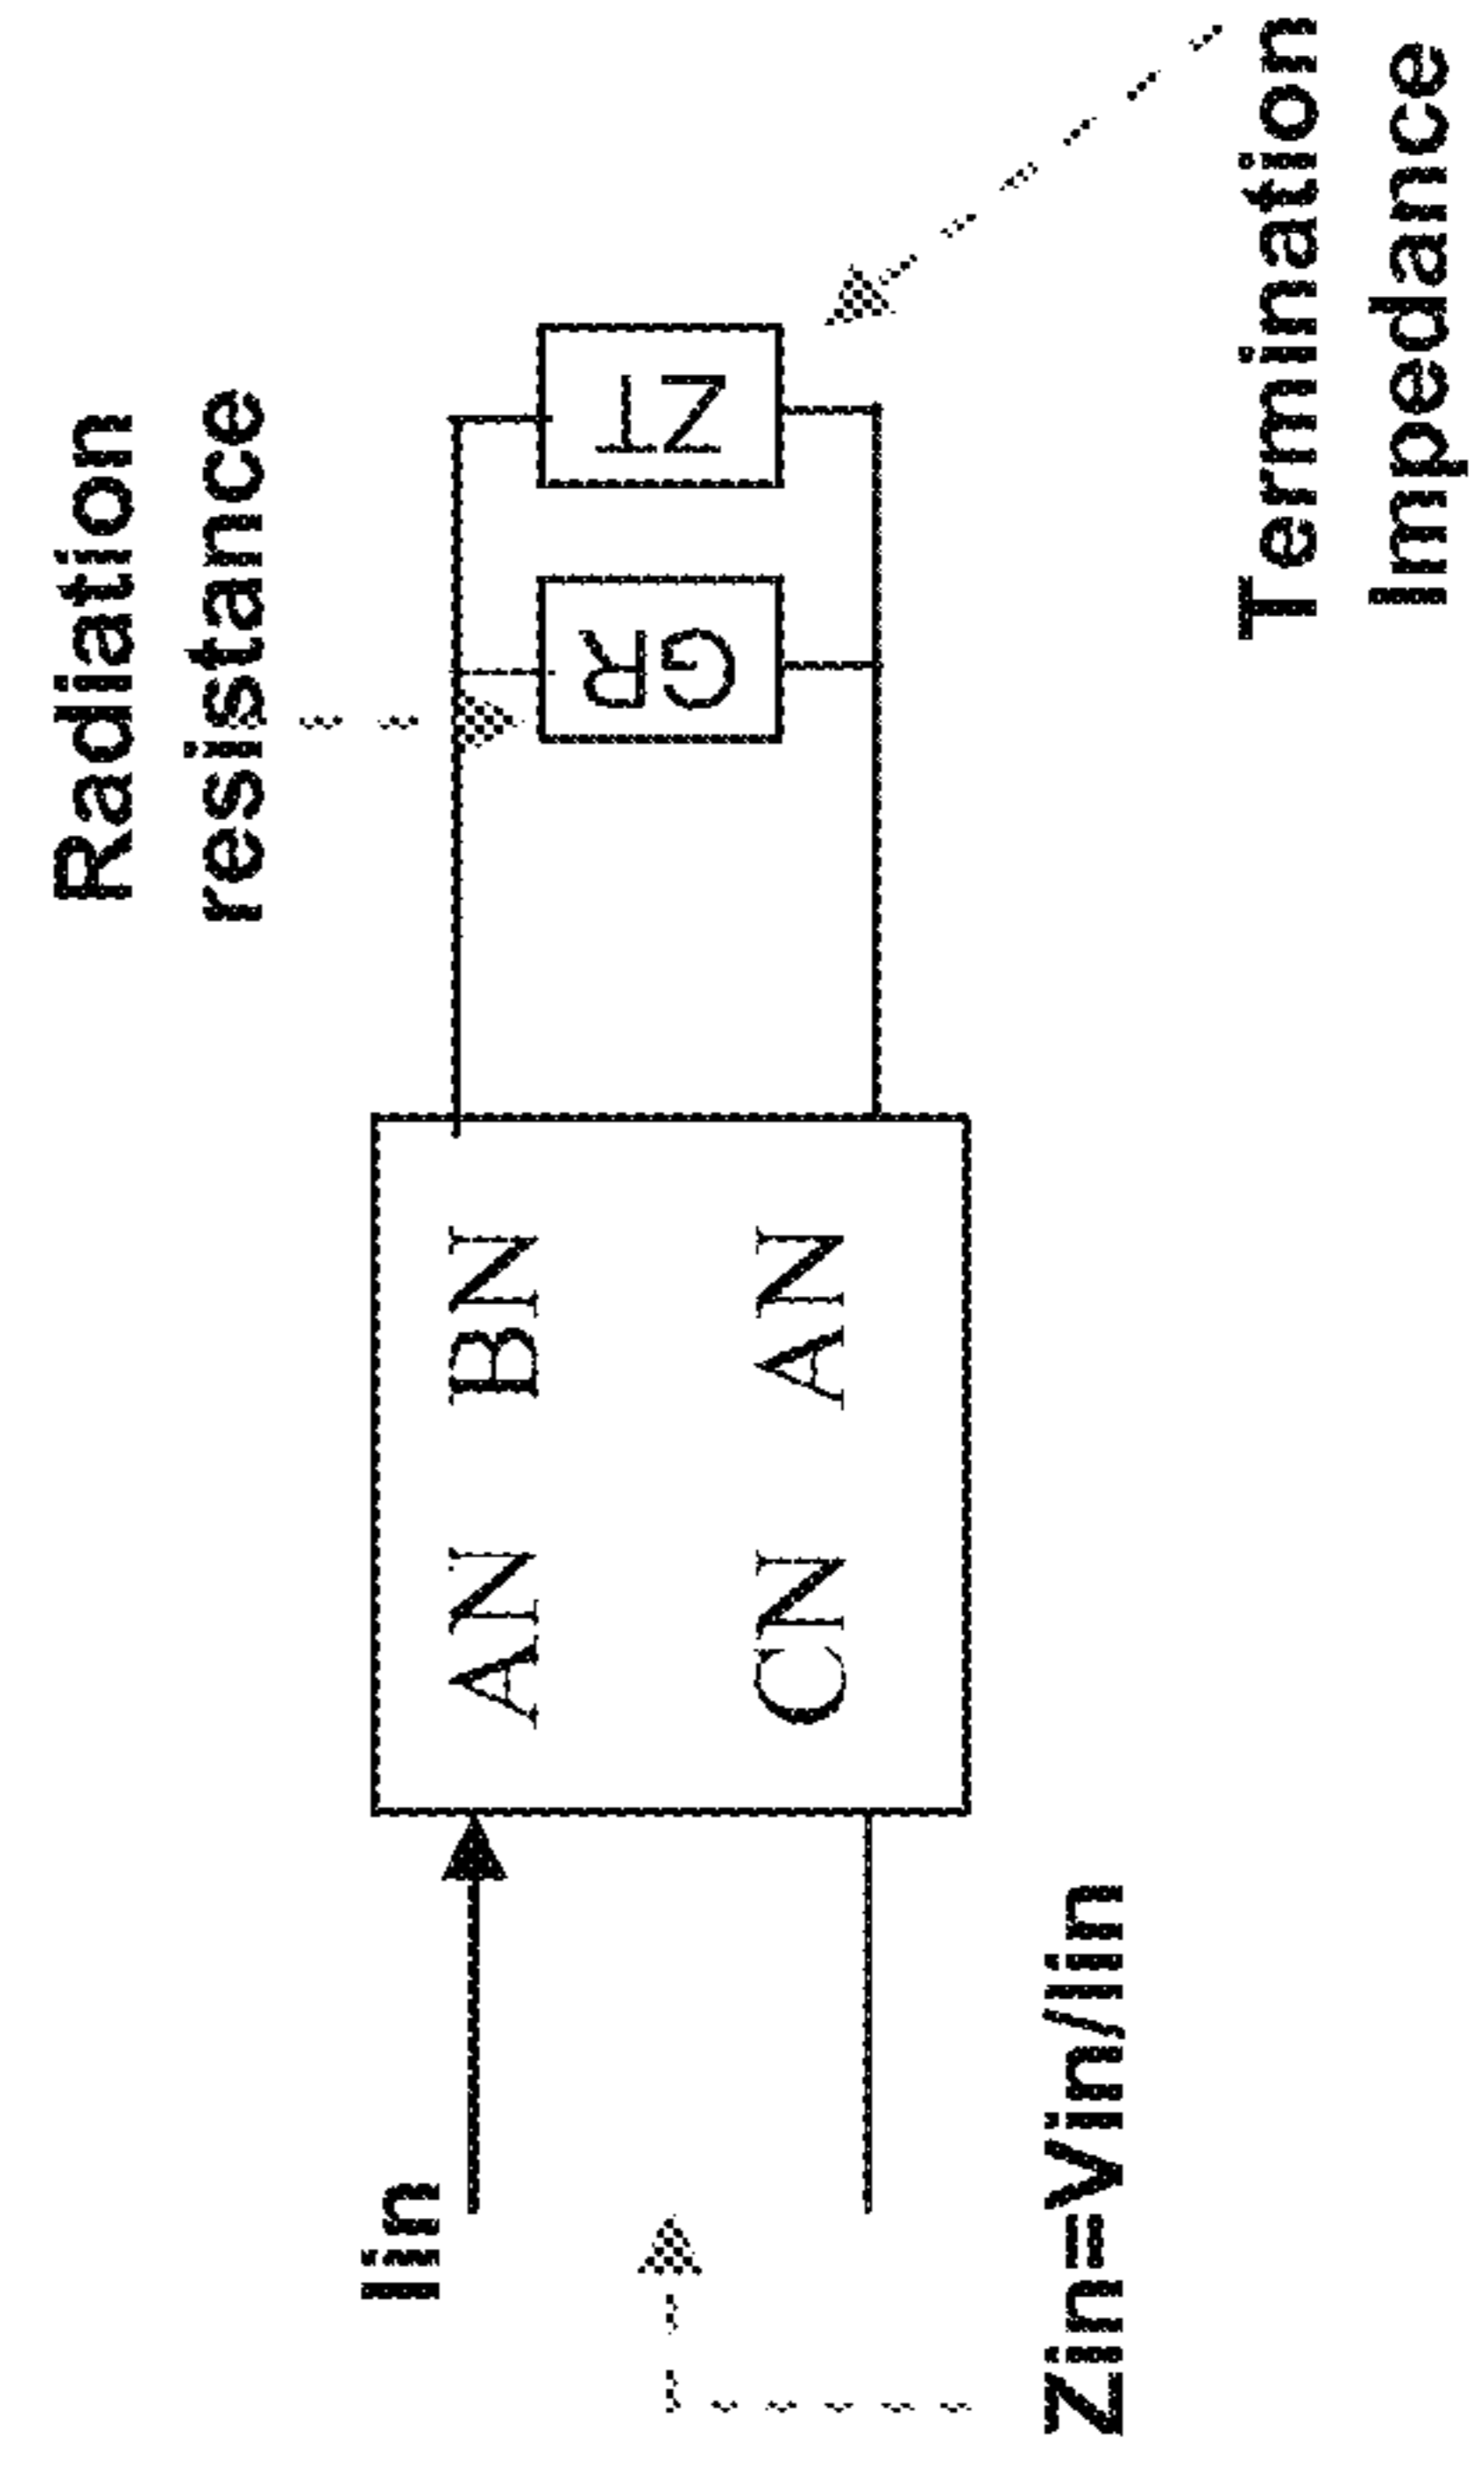 Radiation
resistance
Iin
AN BN
CN AN
GR
ZT
Zin=Vin/Iin
Termination
Impedance